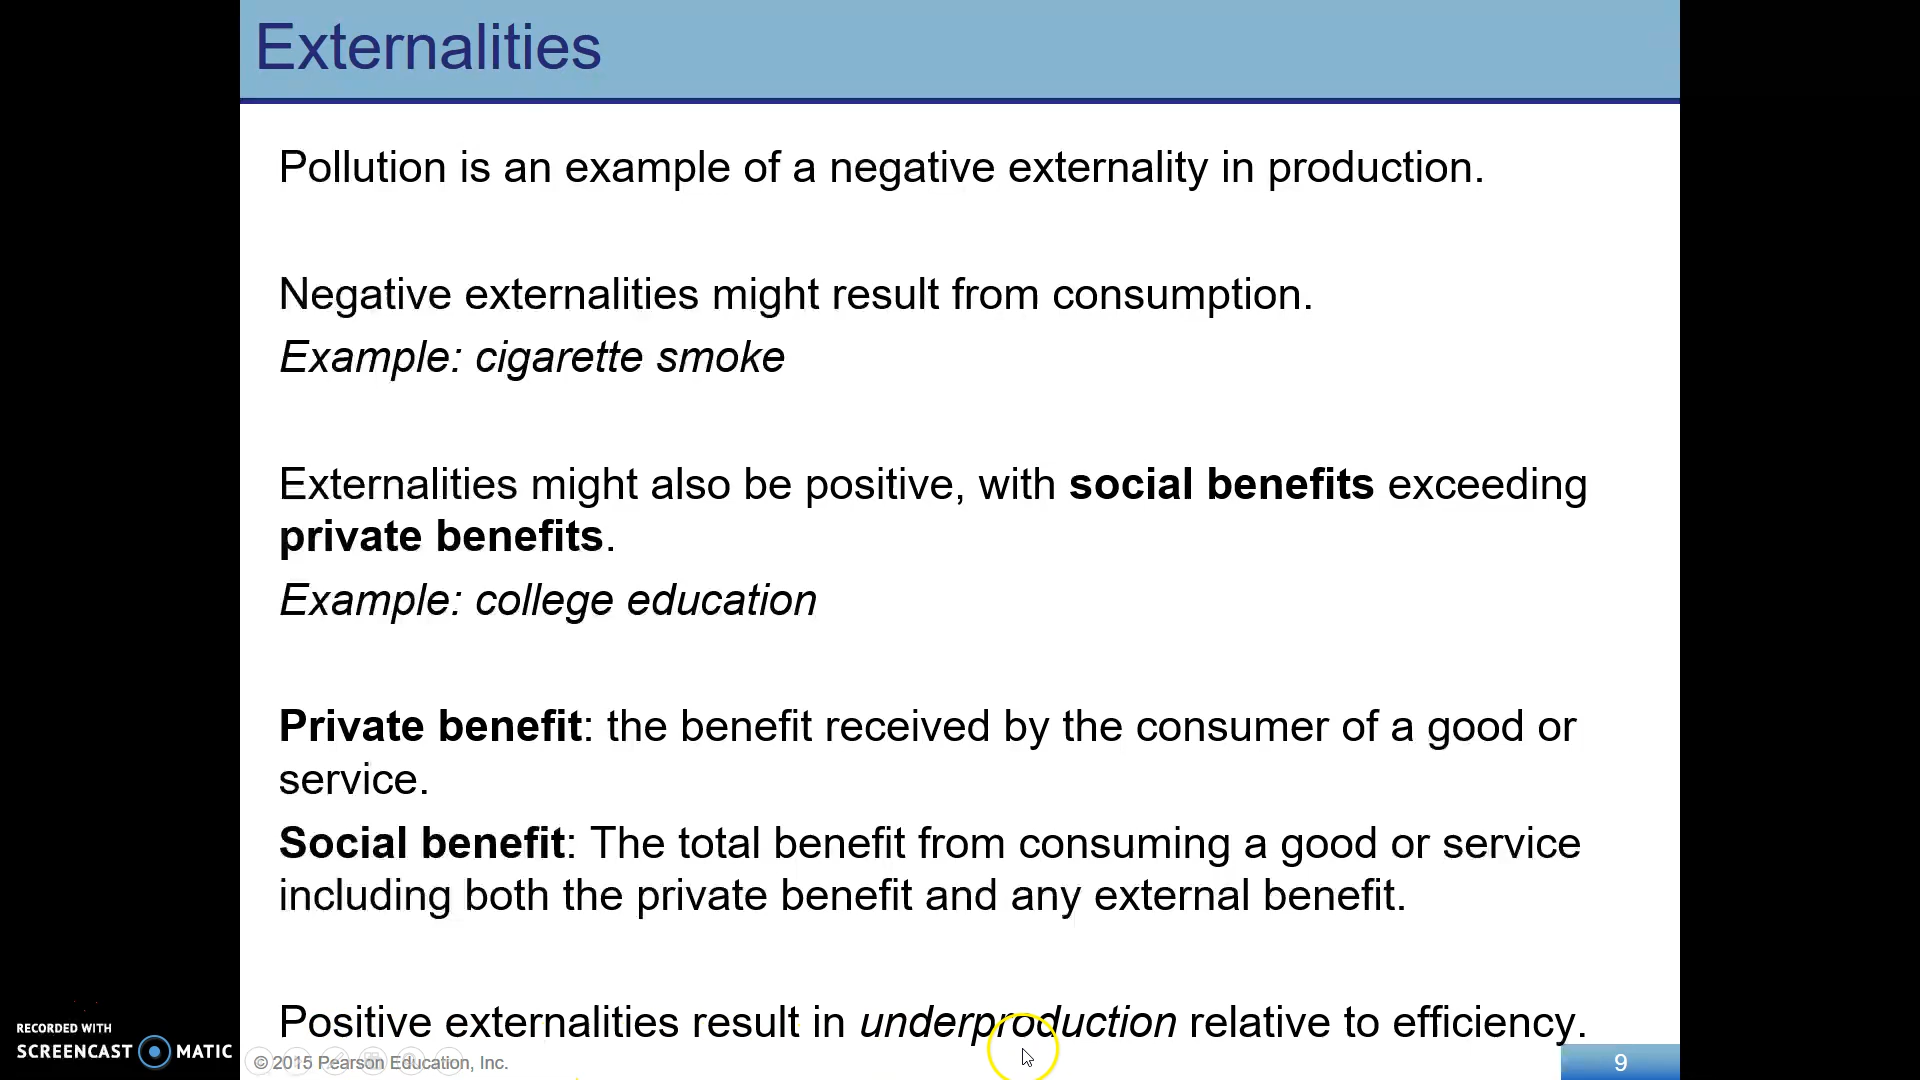 Externalities
Pollution is an example of a negative externality in production.
Negative externalities might result from consumption.
Example: cigarette smoke
Externalities might also be positive, with social benefits exceeding
private benefits.
Example: college education
Private benefit: the benefit received by the consumer of a good or
service.
Social benefit: The total benefit from consuming a good or service
including both the private benefit and any external benefit.
Positive externalities result in underproduction relative to efficiency.
© 2015 Pearson Education, Inc.
9
RECORDED WITH
SCREENCAST MATIC